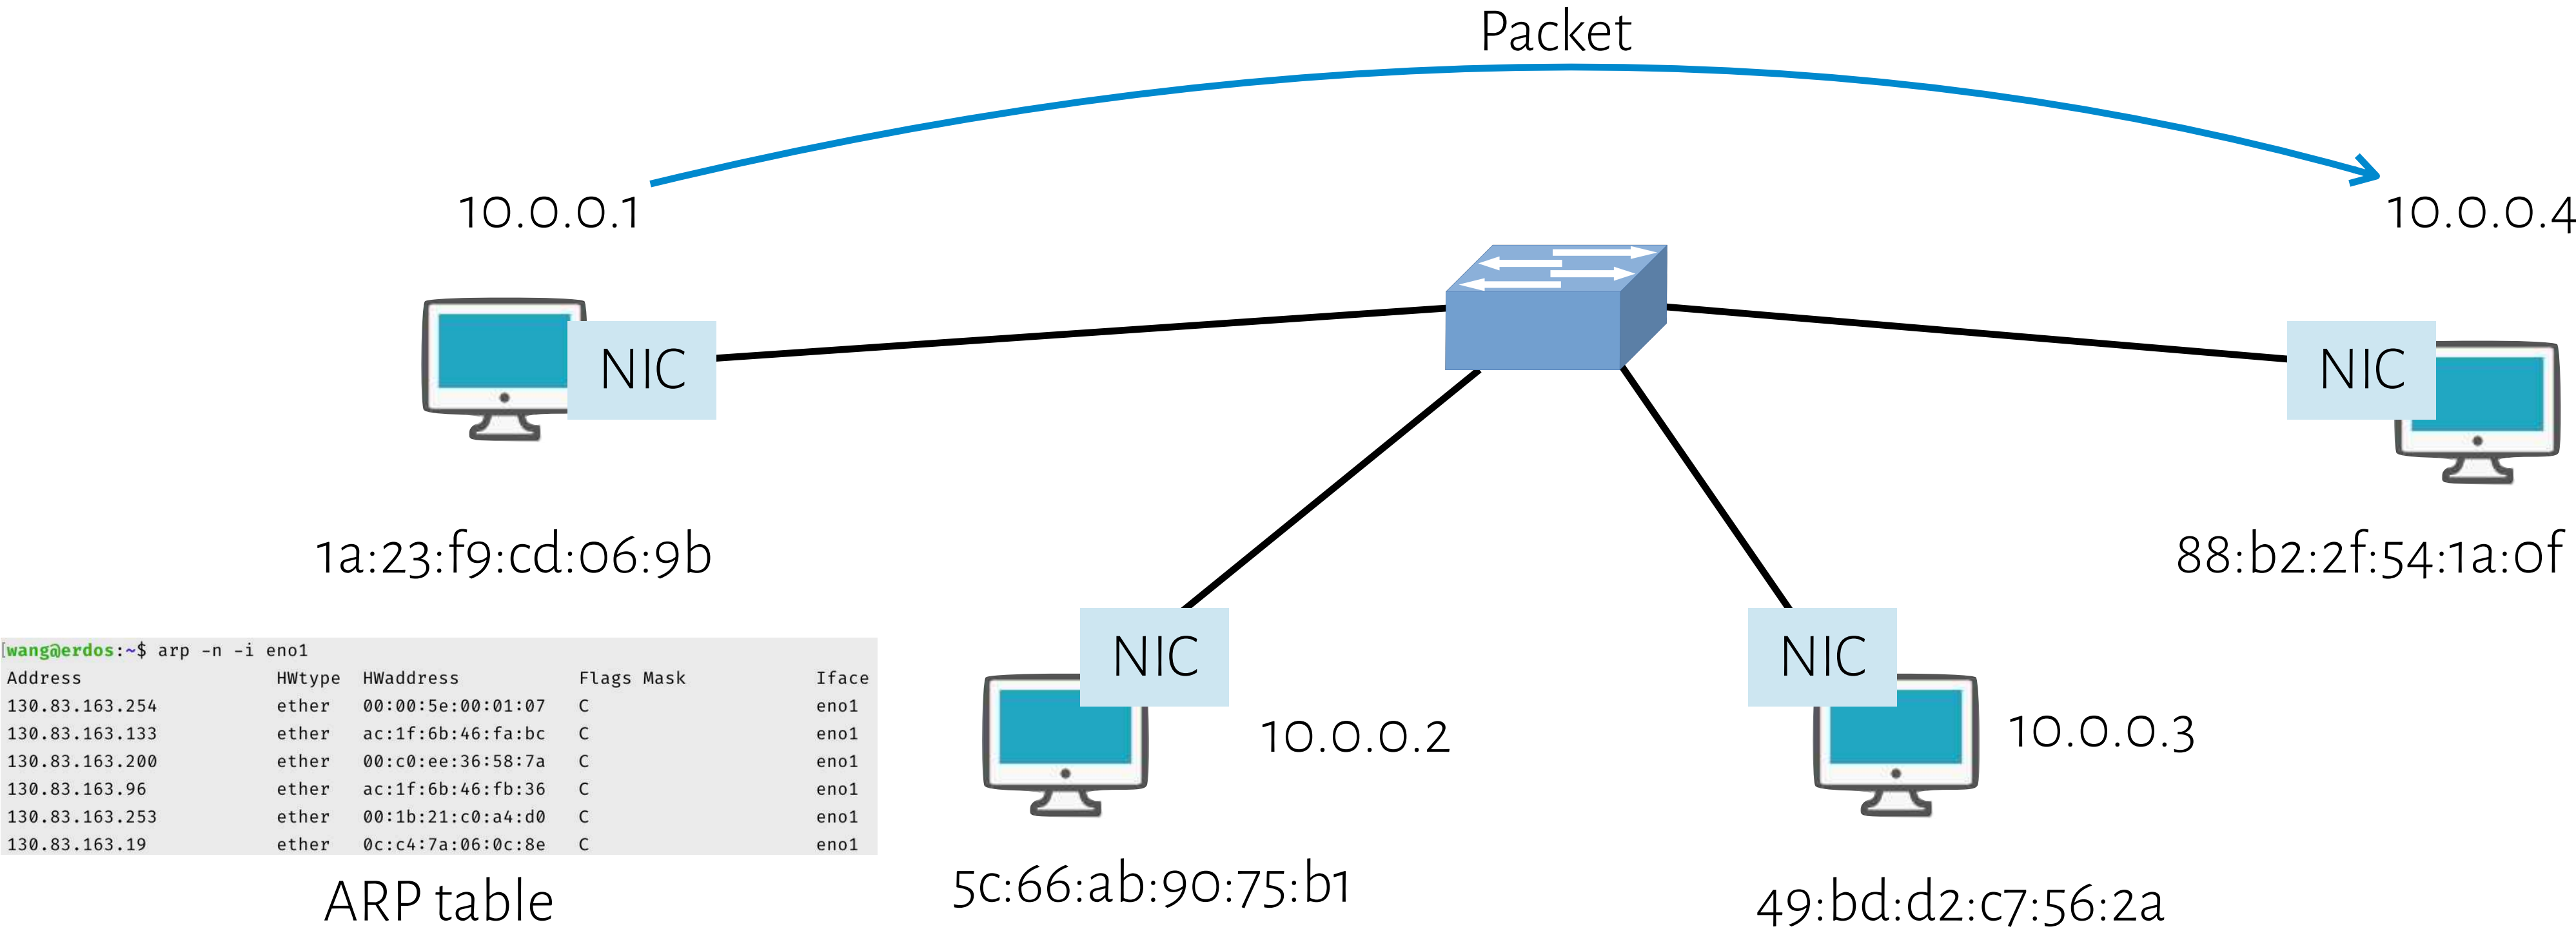 Packet
10.0.0.1
10.0.0.4
NIC
NIC
1a:23:f9:cd:06:9b
88:b2:2f:54:1a:0f
NIC
NIC
10.0.0.2
10.0.0.3
5c:66:ab:90:75:b1
49:bd:d2:c7:56:2a
[wang@erdos:~$ arp -n -i eno1
Address HWtype HWaddress Flags Mask Iface
130.83.163.254 ether 00:00:5e:00:01:07 C eno1
130.83.163.133 ether ac:1f:6b:46:fa:bc C eno1
130.83.163.200 ether 00:c0:ee:36:58:7a C eno1
130.83.163.96 ether ac:1f:6b:46:fb:36 C eno1
130.83.163.253 ether 00:1b:21:c0:a4:d0 C eno1
130.83.163.19 ether 0c:c4:7a:06:0c:8e C eno1
ARP table